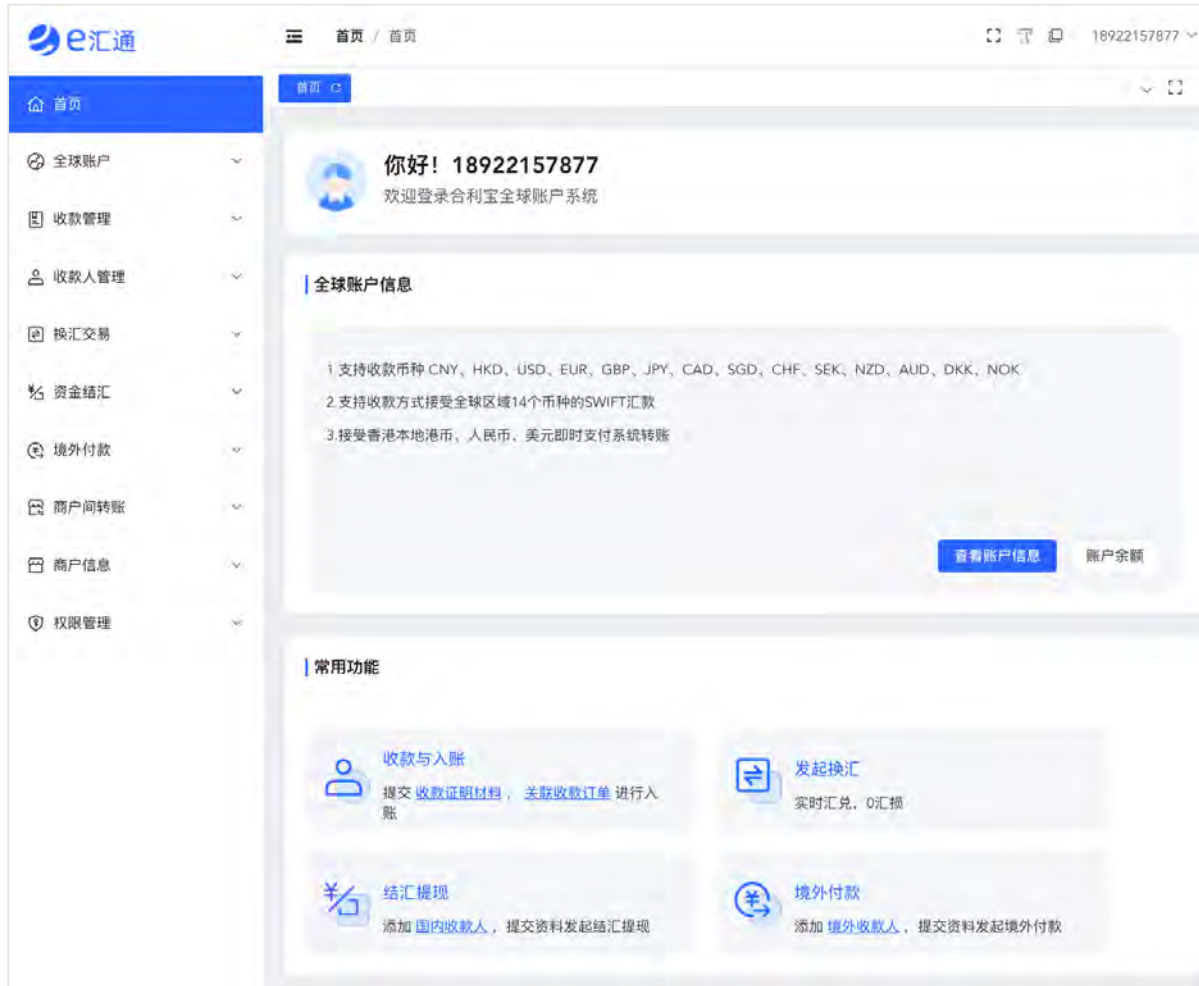 e汇通
首页 / 首页
18922157877
首页
首页
全球账户
收款管理
收款人管理
换汇交易
资金结汇
境外付款
商户间转账
商户信息
权限管理
你好！18922157877
欢迎登录合利宝全球账户系统
全球账户信息
1 支持收款币种 CNY、HKD、USD、EUR、GBP、JPY、CAD、SGD、CHF、SEK、NZD、AUD、DKK、NOK
2.支持收款方式接受全球区域14个币种的SWIFT汇款
3.接受香港本地港币、人民币、美元即时支付系统转账
查看账户信息
账户余额
常用功能
收款与入账
提交 收款证明材料 ， 关联收款订单 进行入
账
发起换汇
实时汇兑，0汇损
结汇提现
添加 国内收款人 ，提交资料发起结汇提现
境外付款
添加 境外收款人 ，提交资料发起境外付款